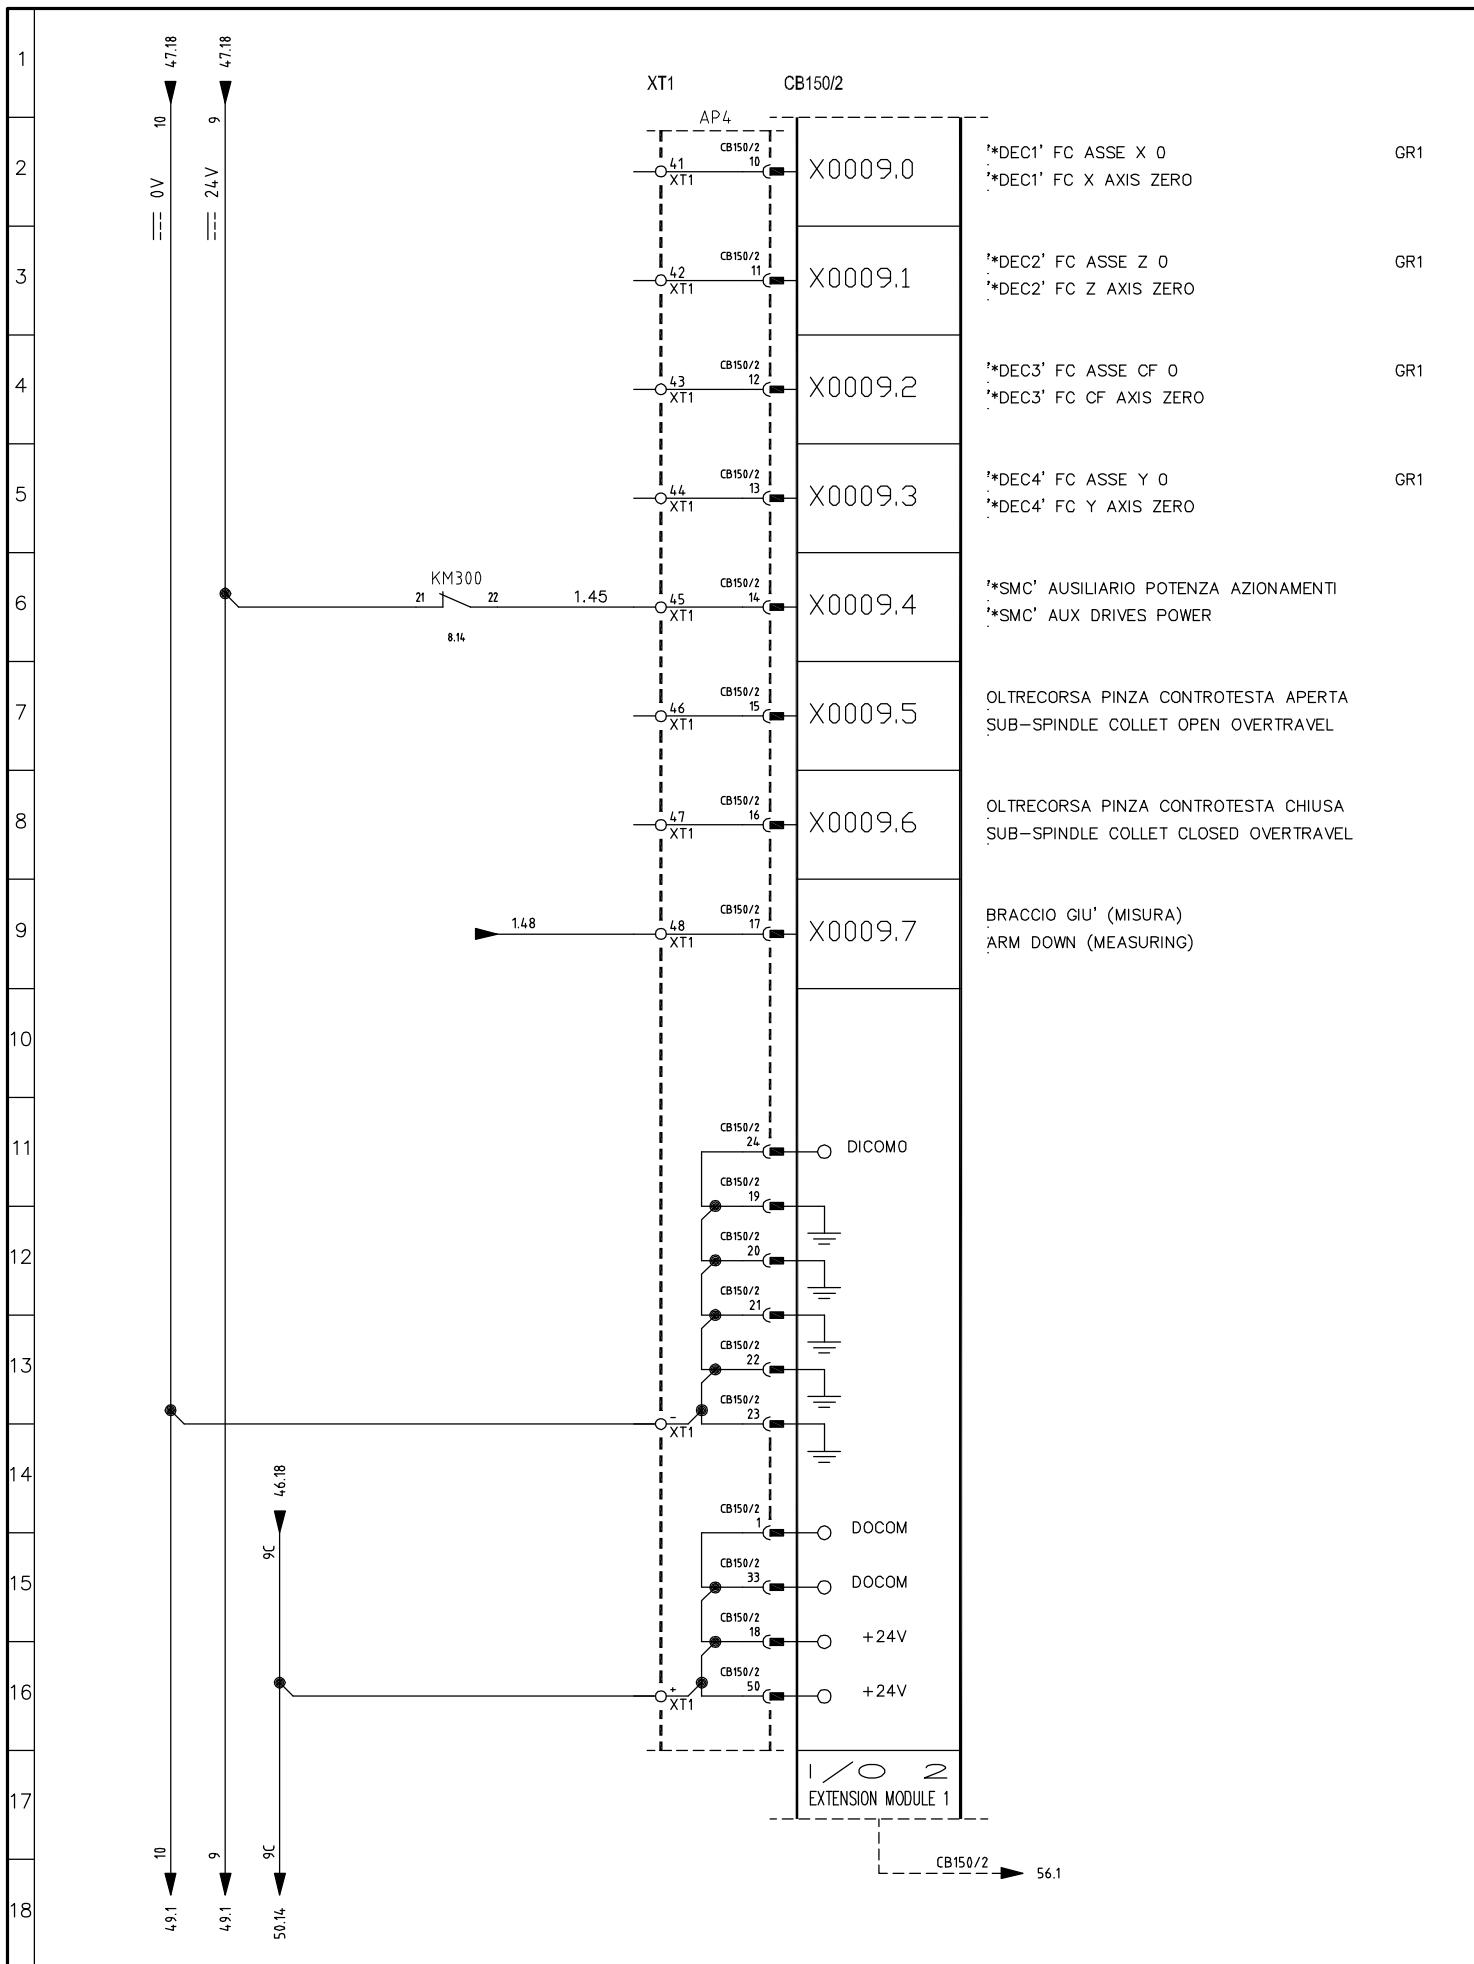 1
47.18
47.18
XT1
CB150/2
10
9
AP4
2
0V
24V
41
XT1
CB150/2
10
X0009.0
'*DEC1' FC ASSE X 0
GR1
'*DEC1' FC X AXIS ZERO
3
42
XT1
CB150/2
11
X0009.1
'*DEC2' FC ASSE Z 0
GR1
'*DEC2' FC Z AXIS ZERO
4
43
XT1
CB150/2
12
X0009.2
'*DEC3' FC ASSE CF 0
GR1
'*DEC3' FC CF AXIS ZERO
5
44
XT1
CB150/2
13
X0009.3
'*DEC4' FC ASSE Y 0
GR1
'*DEC4' FC Y AXIS ZERO
6
KM300
21
22
1.45
8.14
45
XT1
CB150/2
14
X0009.4
'*SMC' AUSILIARIO POTENZA AZIONAMENTI
'*SMC' AUX DRIVES POWER
7
46
XT1
CB150/2
15
X0009.5
OLTRECORSA PINZA CONTROTESTA APERTA
SUB-SPINDLE COLLET OPEN OVERTRAVEL
8
47
XT1
CB150/2
16
X0009.6
OLTRECORSA PINZA CONTROTESTA CHIUSA
SUB-SPINDLE COLLET CLOSED OVERTRAVEL
9
1.48
48
XT1
CB150/2
17
X0009.7
BRACCIO GIU' (MISURA)
ARM DOWN (MEASURING)
10
11
CB150/2
24
DICOM0
CB150/2
19
12
CB150/2
20
CB150/2
21
13
CB150/2
22
CB150/2
23
-
XT1
14
46.18
9C
CB150/2
1
DOCOM
15
CB150/2
33
DOCOM
CB150/2
18
+24V
16
+
XT1
CB150/2
50
+24V
17
I/O 2
EXTENSION MODULE 1
10
9
9C
CB150/2
56.1
18
49.1
49.1
50.14